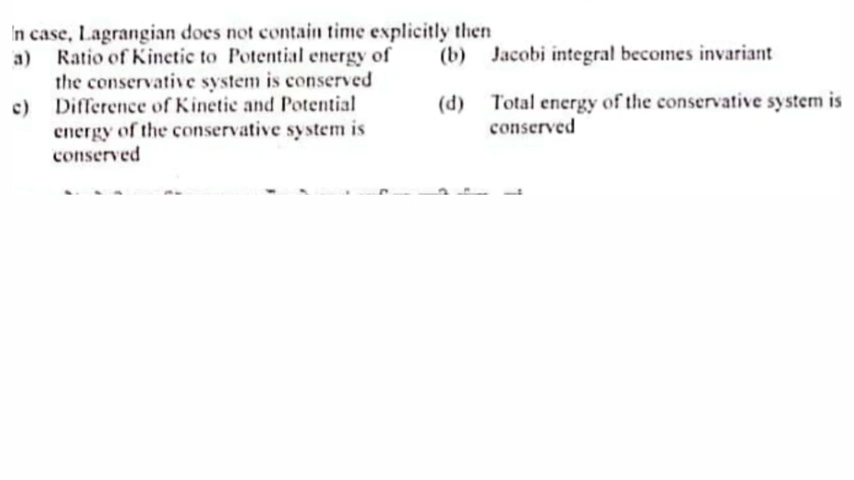 n case, Lagrangian does not contain time explicitly then
a) Ratio of Kinetic to Potential energy of the conservative system is conserved
(b) Jacobi integral becomes invariant
c) Difference of Kinetic and Potential energy of the conservative system is conserved
(d) Total energy of the conservative system is conserved